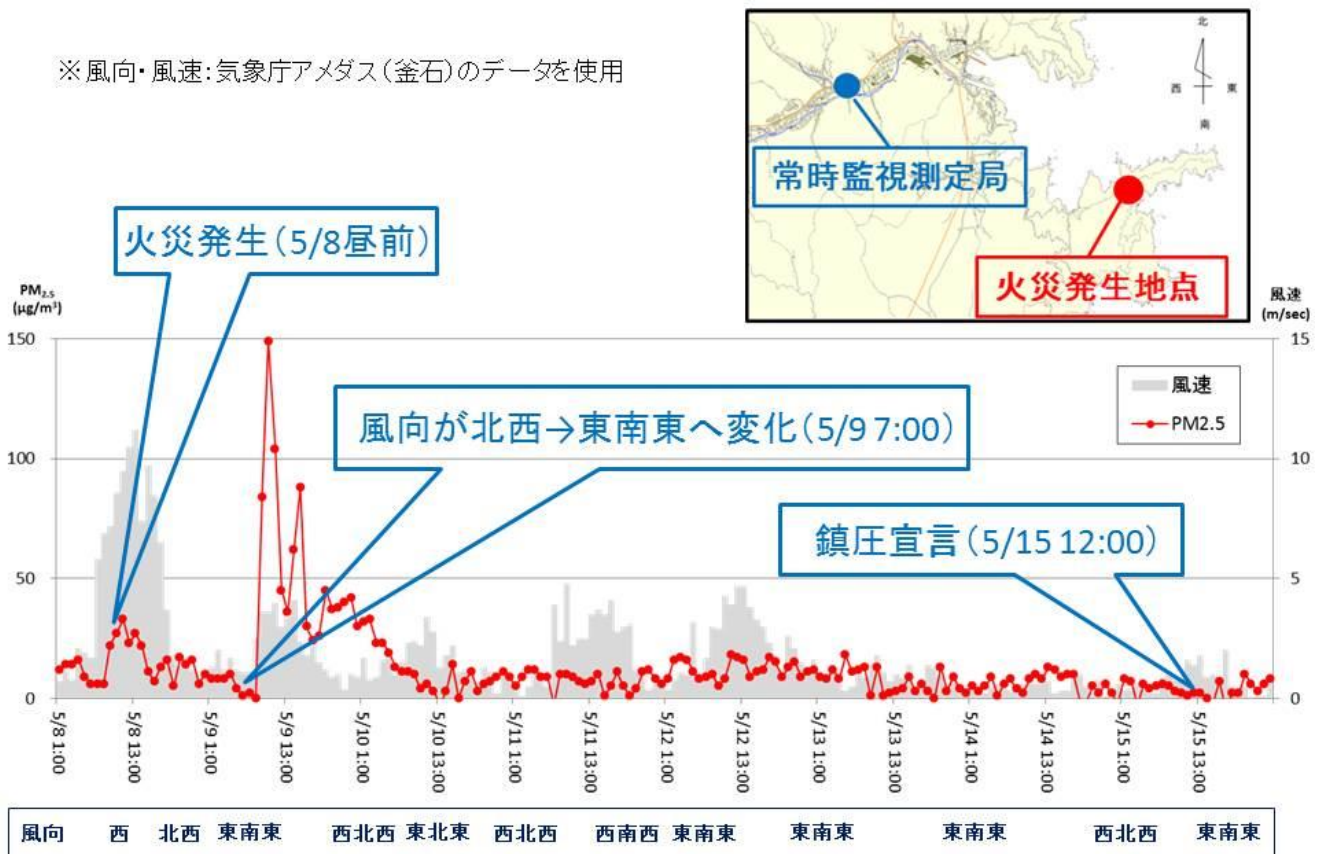 ※風向・風速:気象庁アメダス(釜石)のデータを使用
北
西 東
南
常時監視測定局
火災発生地点
火災発生(5/8昼前)
PM2.5
(μg/m³)
風速
(m/sec)
150
100
50
0
15
10
5
0
風速
PM2.5
風向が北西→東南東へ変化(5/9 7:00)
鎮圧宣言(5/15 12:00)
5/8 1:00
5/8 13:00
5/9 1:00
5/9 13:00
5/10 1:00
5/10 13:00
5/11 1:00
5/11 13:00
5/12 1:00
5/12 13:00
5/13 1:00
5/13 13:00
5/14 1:00
5/14 13:00
5/15 1:00
5/15 13:00
風向 西 北西 東南東 西北西 東北東 西北西 西南西 東南東 東南東 東南東 西北西 東南東